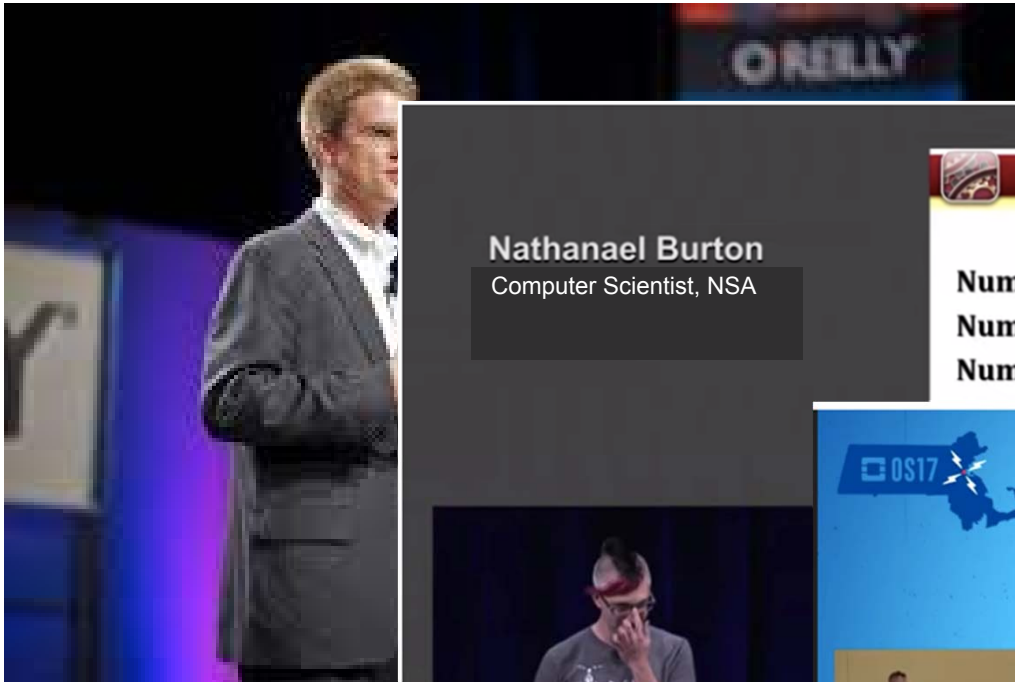 O'REILLY
Y
Nathanael Burton
Computer Scientist, NSA
Num
Num
Num
OS17